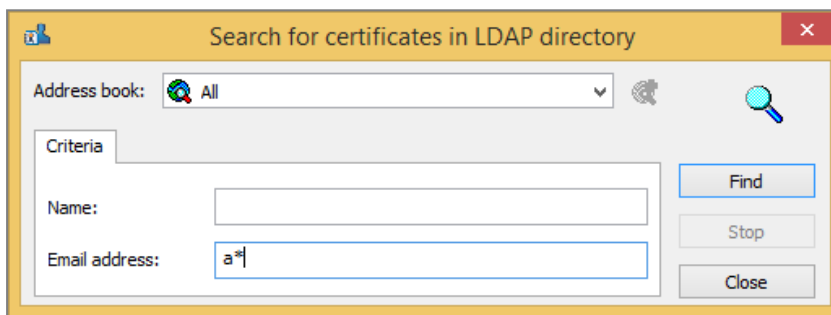 Search for certificates in LDAP directory
Address book: All
Criteria
Name:
Email address: a*
Find
Stop
Close